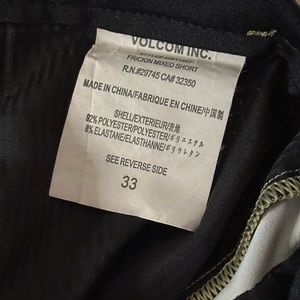 VOLCOM INC.
FRICKIN MIXED SHORT
R.N.#29745 CA# 32350
MADE IN CHINA/FABRIQUE EN CHINE/中国製
SHELL/EXTERIEUR/表地
92% POLYESTER/POLYESTER/ポリエステル
8% ELASTANE/ELASTHANNE/ポリウレタン
SEE REVERSE SIDE
33